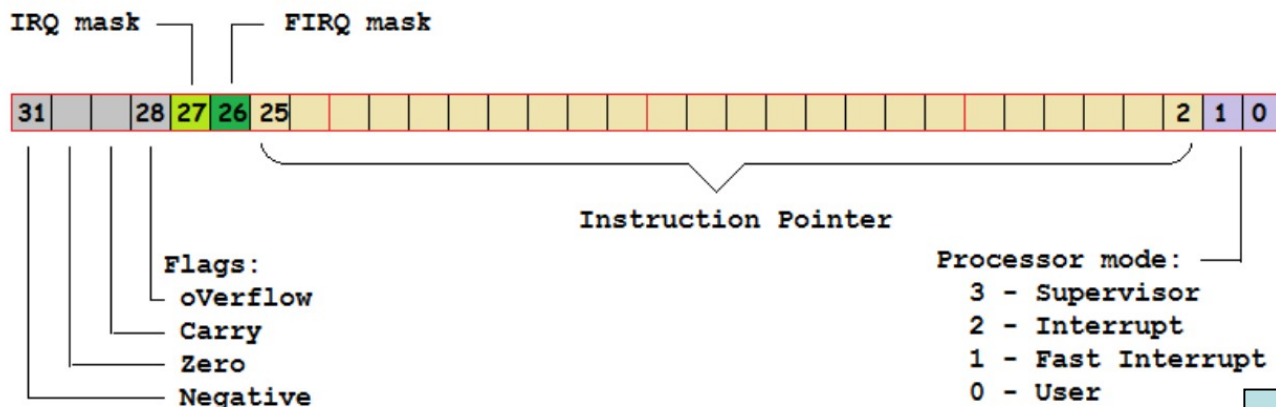 IRQ mask FIRQ mask
31 28 27 26 25 2 1 0
Instruction Pointer
Flags:
oVerflow
Carry
Zero
Negative
Processor mode:
3 - Supervisor
2 - Interrupt
1 - Fast Interrupt
0 - User